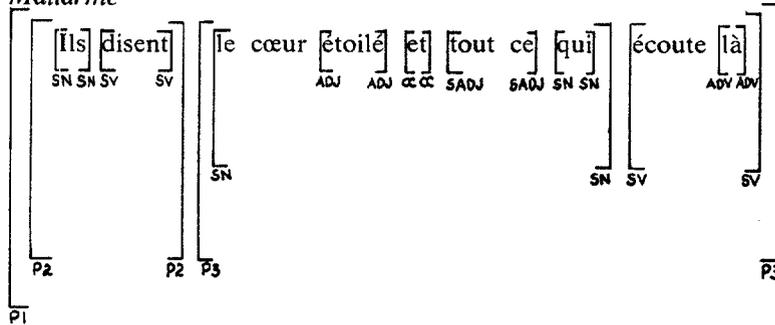 Mallarmé
Ils disent le cœur étoilé et tout ce qui écoute là
SN SN SV SV ADJ ADJ CC CC SADJ SADJ SN SN ADV ADV
SN SN SV SV
P2 P2 P3 P3
P1